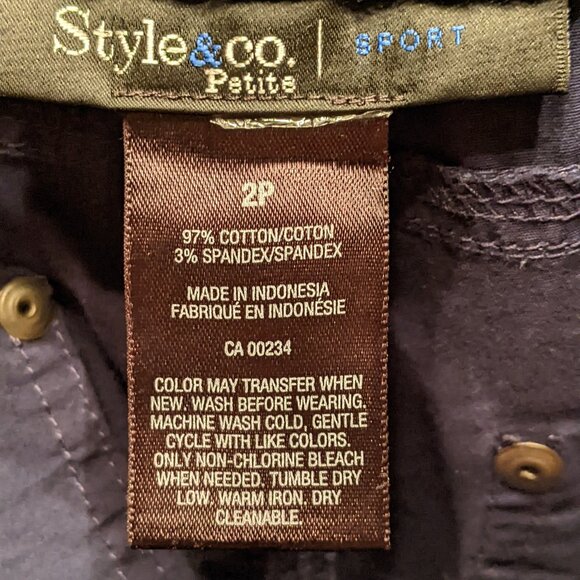 Style&co. | SPORT
Petite
2P
97% COTTON/COTON
3% SPANDEX/SPANDEX
MADE IN INDONESIA
FABRIQUÉ EN INDONÉSIE
CA 00234
COLOR MAY TRANSFER WHEN
NEW. WASH BEFORE WEARING.
MACHINE WASH COLD, GENTLE
CYCLE WITH LIKE COLORS.
ONLY NON-CHLORINE BLEACH
WHEN NEEDED. TUMBLE DRY
LOW. WARM IRON. DRY
CLEANABLE.